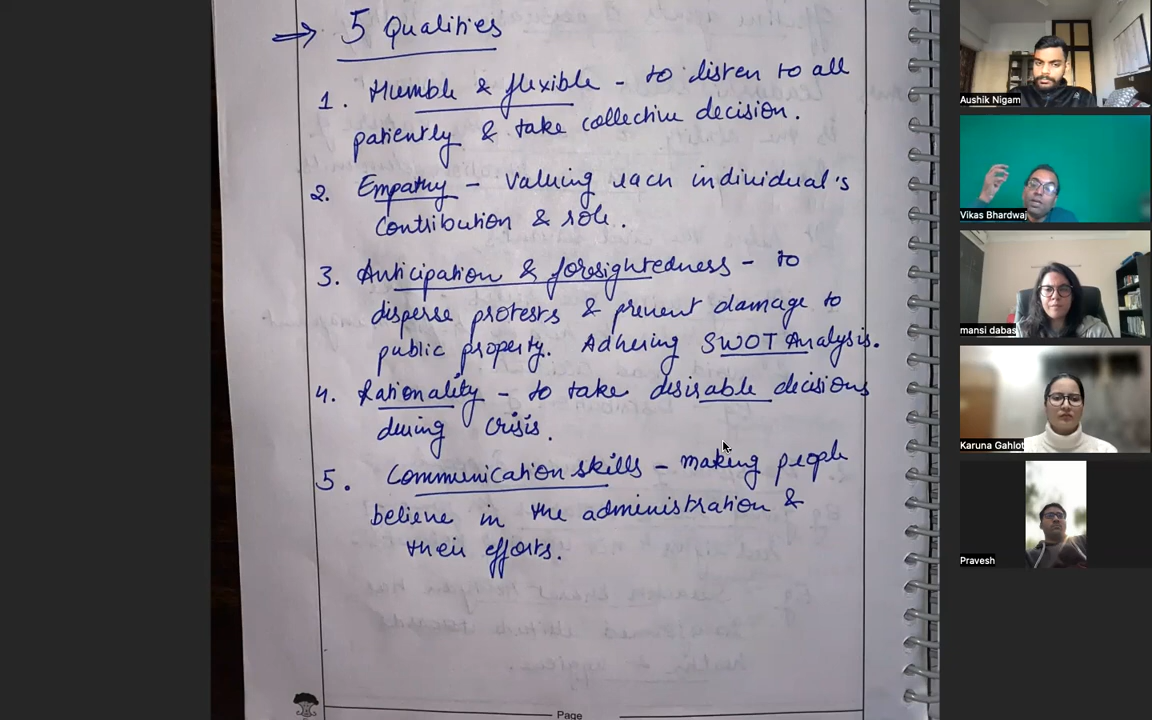 ⇒ 5 Qualities
1. Humble & flexible - to listen to all
patiently & take collective decision.
2. Empathy - Valuing each individual's
Contribution & role.
3. Anticipation & foresightedness - to
disperse protests & prevent damage to
public property. Adhering SWOT Analysis.
4. Rationality - to take desirable decisions
during Crisis.
5. Communication skills - making people
believe in the administration &
their efforts.
Page
Aushik Nigam
Vikas Bhardwaj
mansi dabas
Karuna Gahlot
Pravesh